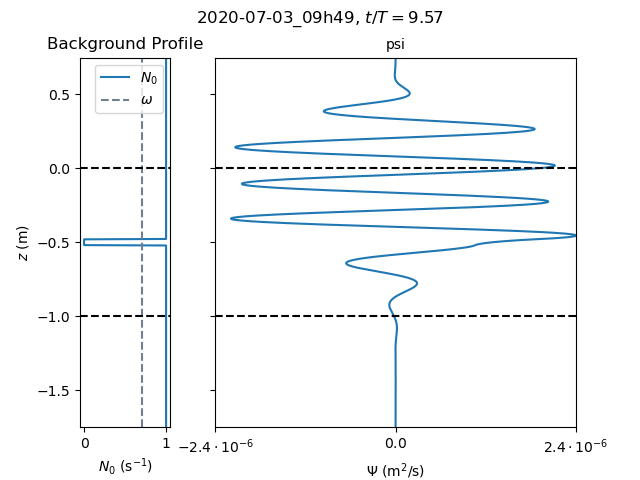 2020-07-03_09h49, t/T = 9.57
Background Profile
psi
N₀
ω
0.5
0.0
−0.5
−1.0
−1.5
z (m)
0
1
N₀ (s⁻¹)
−2.4 · 10⁻⁶
0.0
2.4 · 10⁻⁶
Ψ (m²/s)